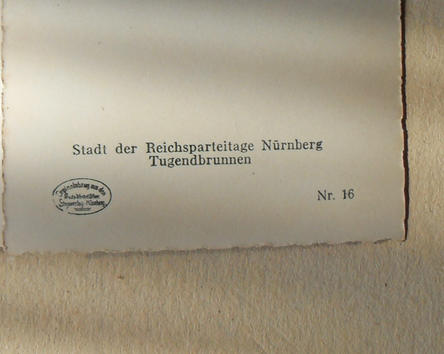 Stadt der Reichsparteitage Nürnberg
Tugendbrunnen
Nr. 16